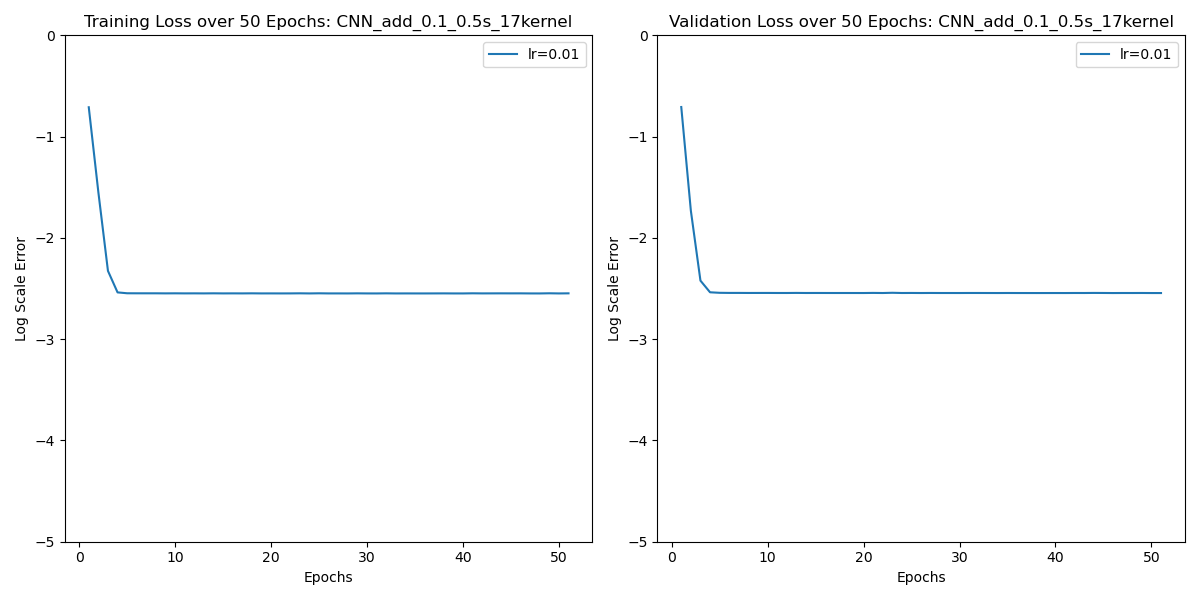 Training Loss over 50 Epochs: CNN_add_0.1_0.5s_17kernel
lr=0.01
0
−1
−2
−3
−4
−5
Log Scale Error
0 10 20 30 40 50
Epochs
Validation Loss over 50 Epochs: CNN_add_0.1_0.5s_17kernel
lr=0.01
0
−1
−2
−3
−4
−5
Log Scale Error
0 10 20 30 40 50
Epochs